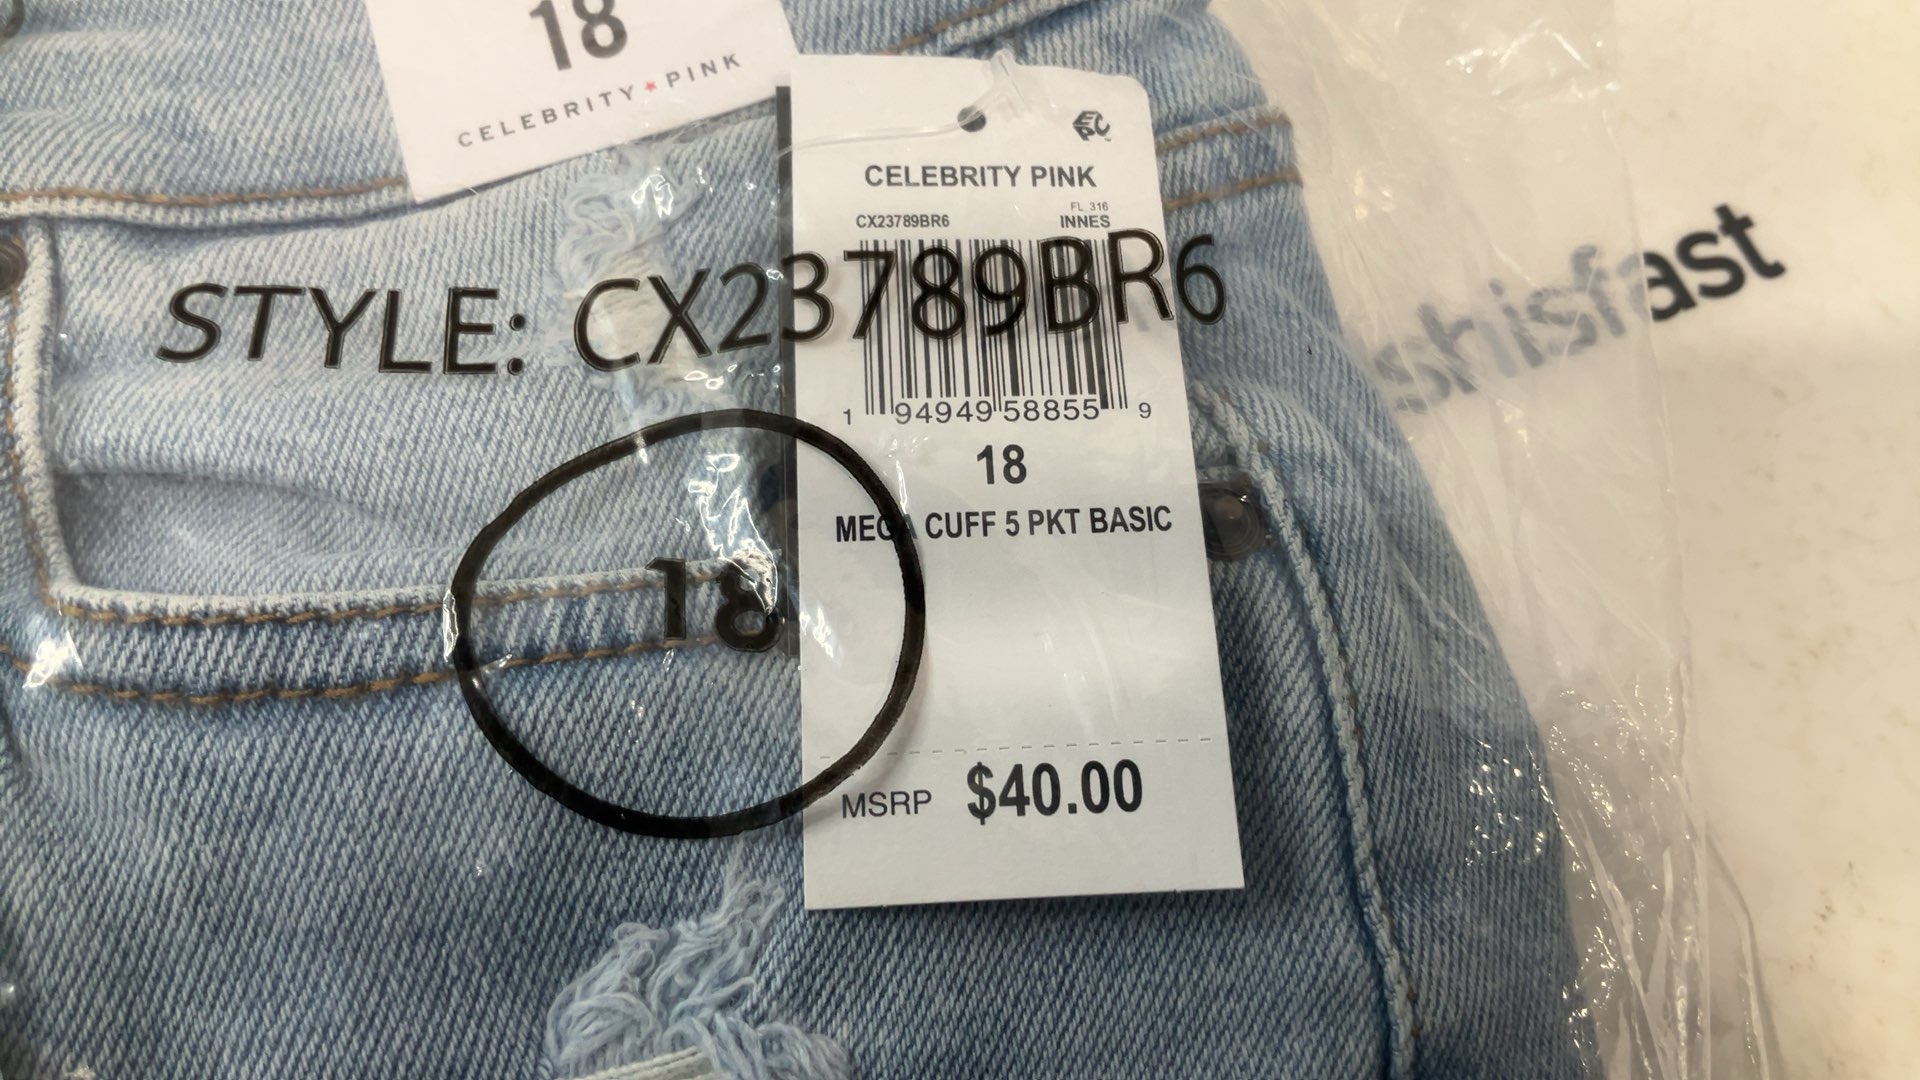 18
CELEBRITY★PINK
EPC
CELEBRITY PINK
FL 316
CX23789BR6 INNES
STYLE: CX23789BR6
1 94949 58855 9
18
MEGA CUFF 5 PKT BASIC
18
MSRP $40.00
shisfast